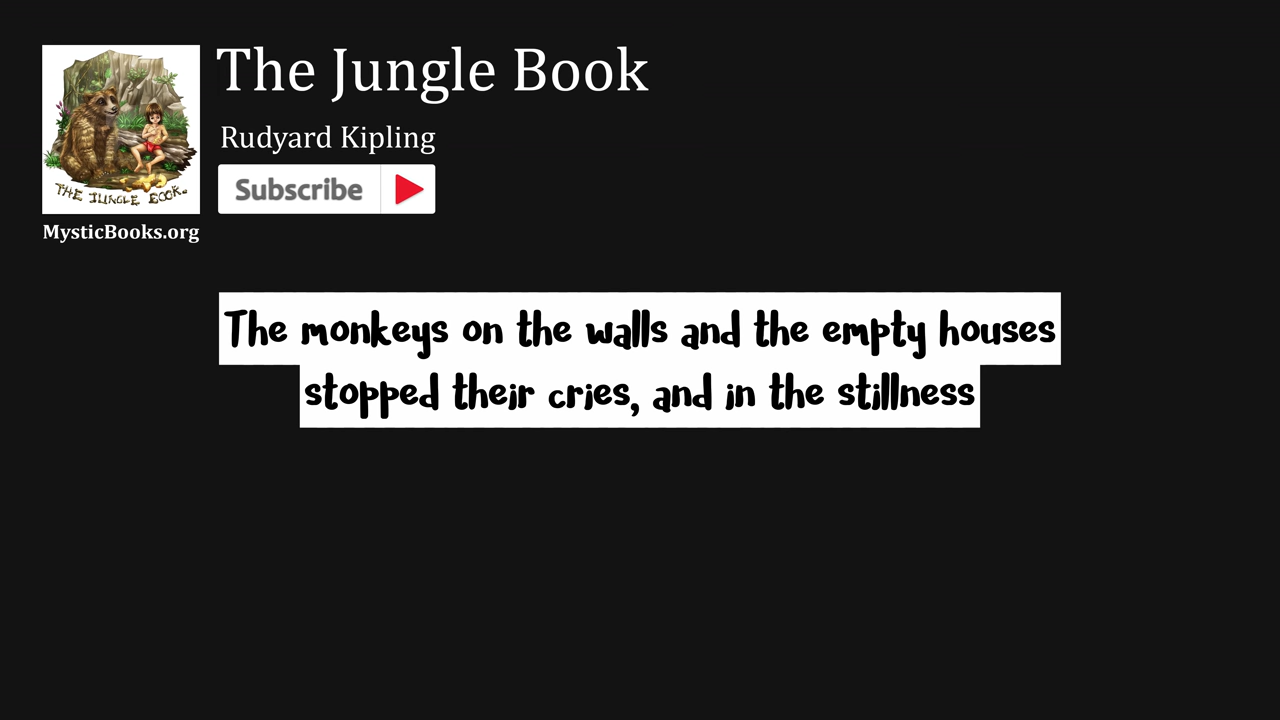 The Jungle Book
Rudyard Kipling
Subscribe
THE JUNGLE BOOK.
MysticBooks.org
The monkeys on the walls and the empty houses
stopped their cries, and in the stillness